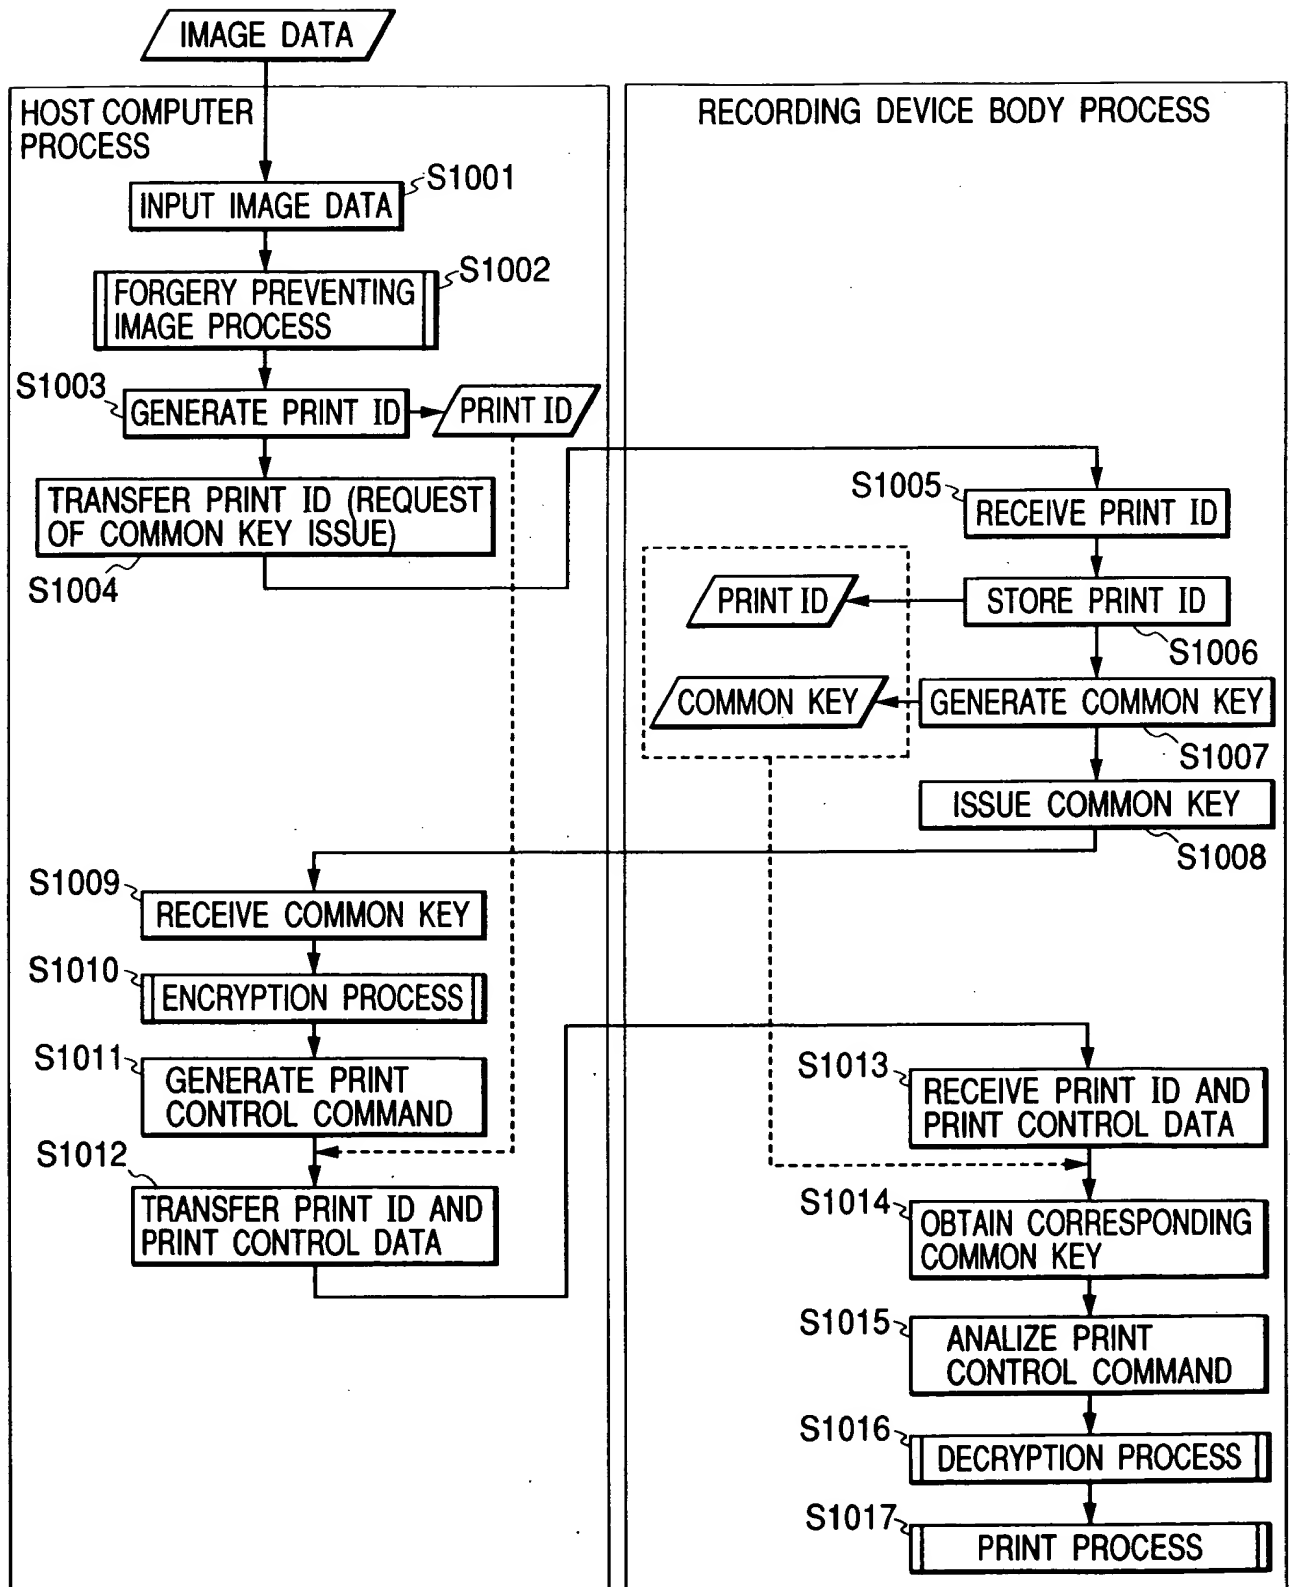 IMAGE DATA
HOST COMPUTER
PROCESS
S1001
INPUT IMAGE DATA
S1002
FORGERY PREVENTING
IMAGE PROCESS
S1003
GENERATE PRINT ID
PRINT ID
TRANSFER PRINT ID (REQUEST
OF COMMON KEY ISSUE)
S1004
RECORDING DEVICE BODY PROCESS
S1005
RECEIVE PRINT ID
PRINT ID
STORE PRINT ID
S1006
COMMON KEY
GENERATE COMMON KEY
S1007
ISSUE COMMON KEY
S1008
S1009
RECEIVE COMMON KEY
S1010
ENCRYPTION PROCESS
S1011
GENERATE PRINT
CONTROL COMMAND
S1012
TRANSFER PRINT ID AND
PRINT CONTROL DATA
S1013
RECEIVE PRINT ID AND
PRINT CONTROL DATA
S1014
OBTAIN CORRESPONDING
COMMON KEY
S1015
ANALIZE PRINT
CONTROL COMMAND
S1016
DECRYPTION PROCESS
S1017
PRINT PROCESS